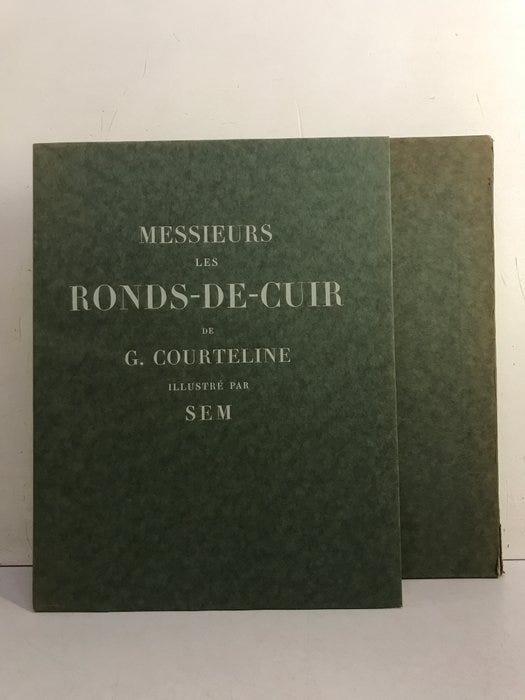 MESSIEURS
LES
RONDS-DE-CUIR
DE
G. COURTELINE
ILLUSTRÉ PAR
SEM